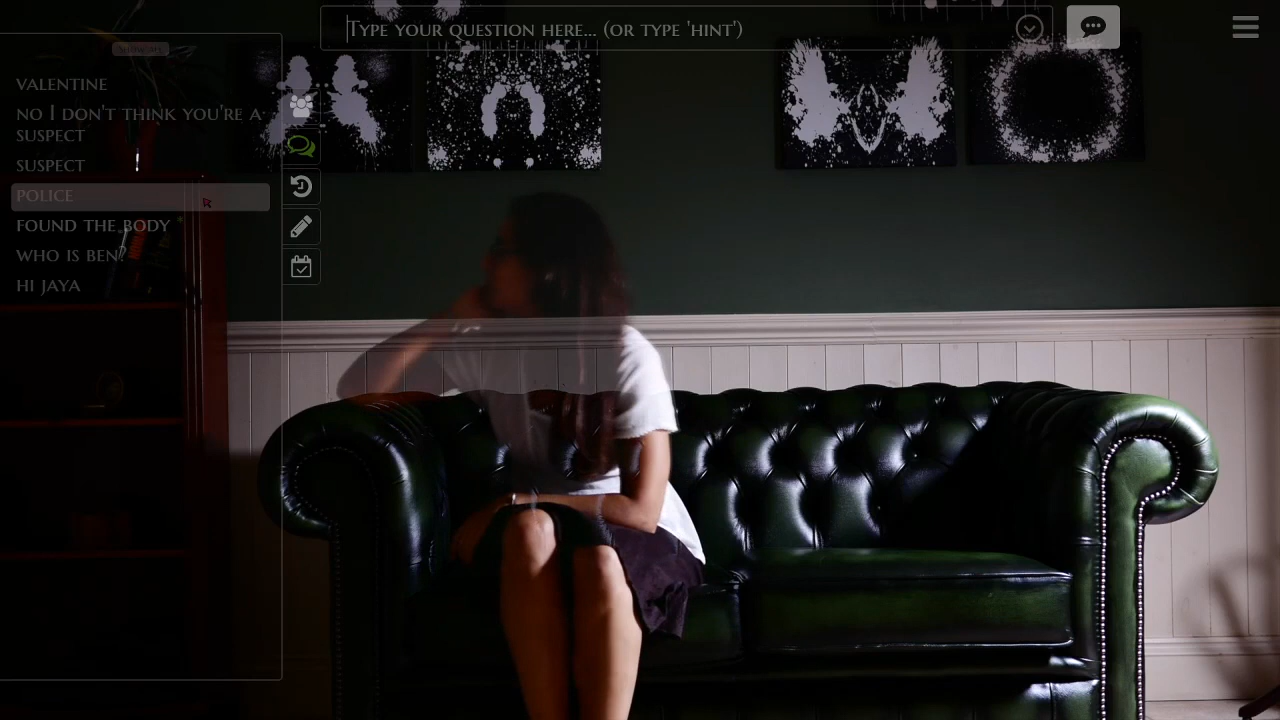 Type your question here... (or type 'hint')
Valentine
no I don't think you're a
suspect
suspect
police
found the body *
who is ben?
hi jaya